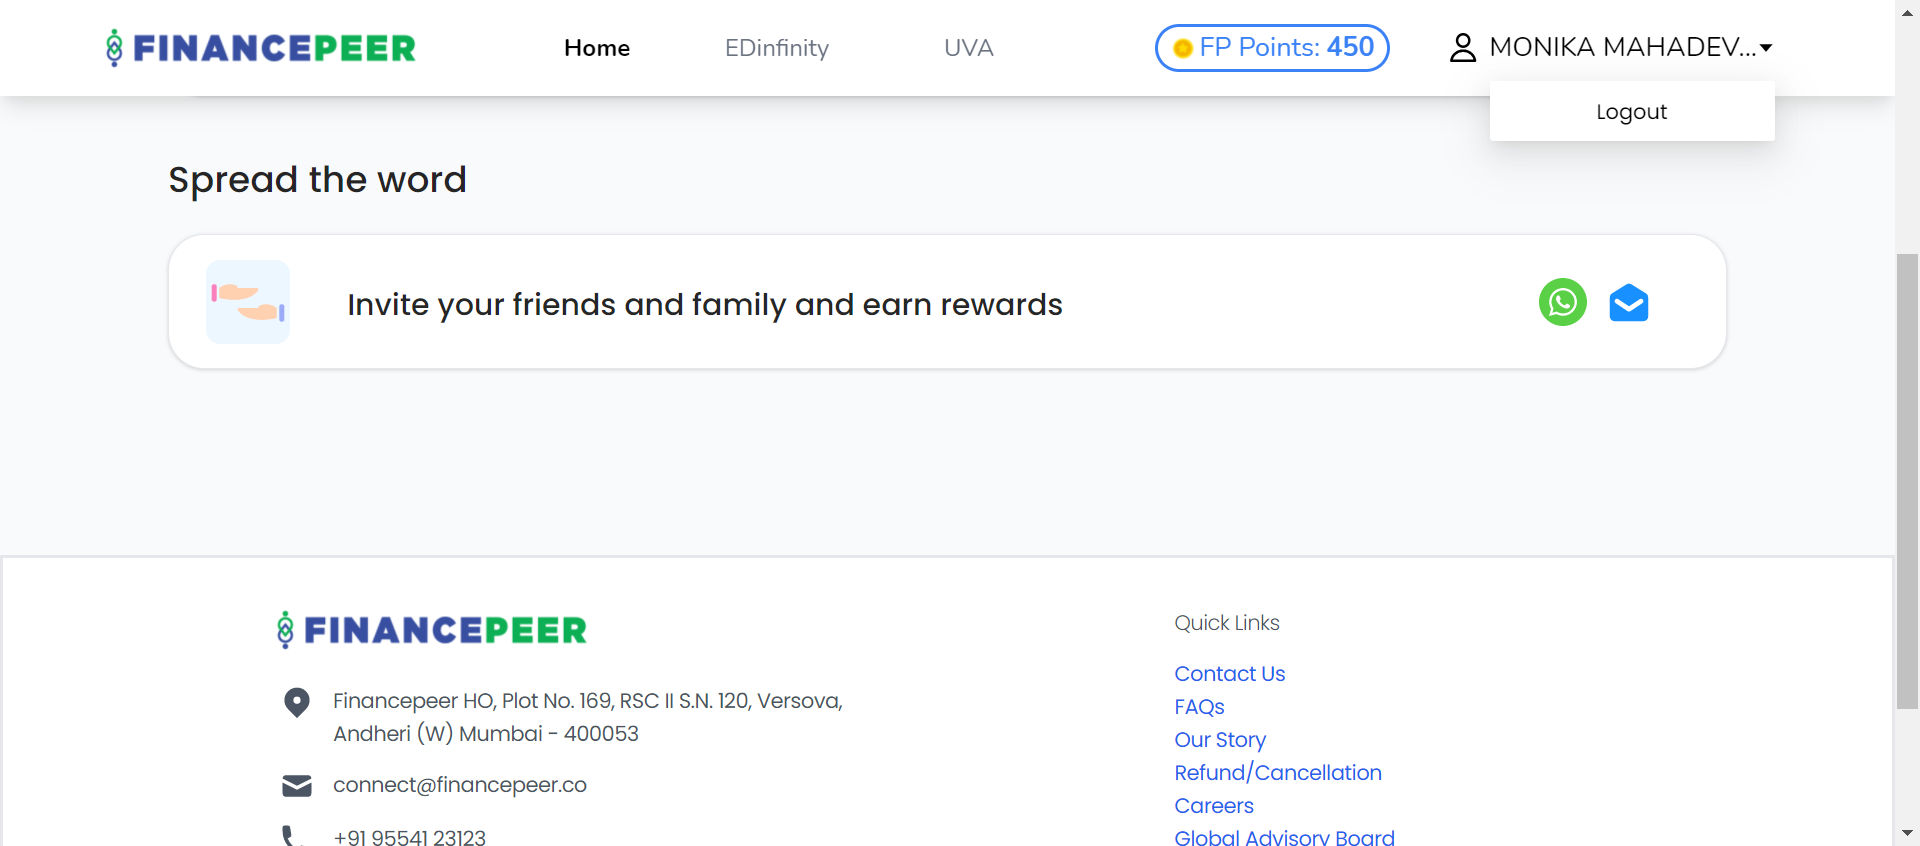 FINANCEPEER
Home
EDinfinity
UVA
FP Points: 450
MONIKA MAHADEV...
Logout
Spread the word
Invite your friends and family and earn rewards
FINANCEPEER
Financepeer HO, Plot No. 169, RSC II S.N. 120, Versova,
Andheri (W) Mumbai - 400053
connect@financepeer.co
+91 95541 23123
Quick Links
Contact Us
FAQs
Our Story
Refund/Cancellation
Careers
Global Advisory Board